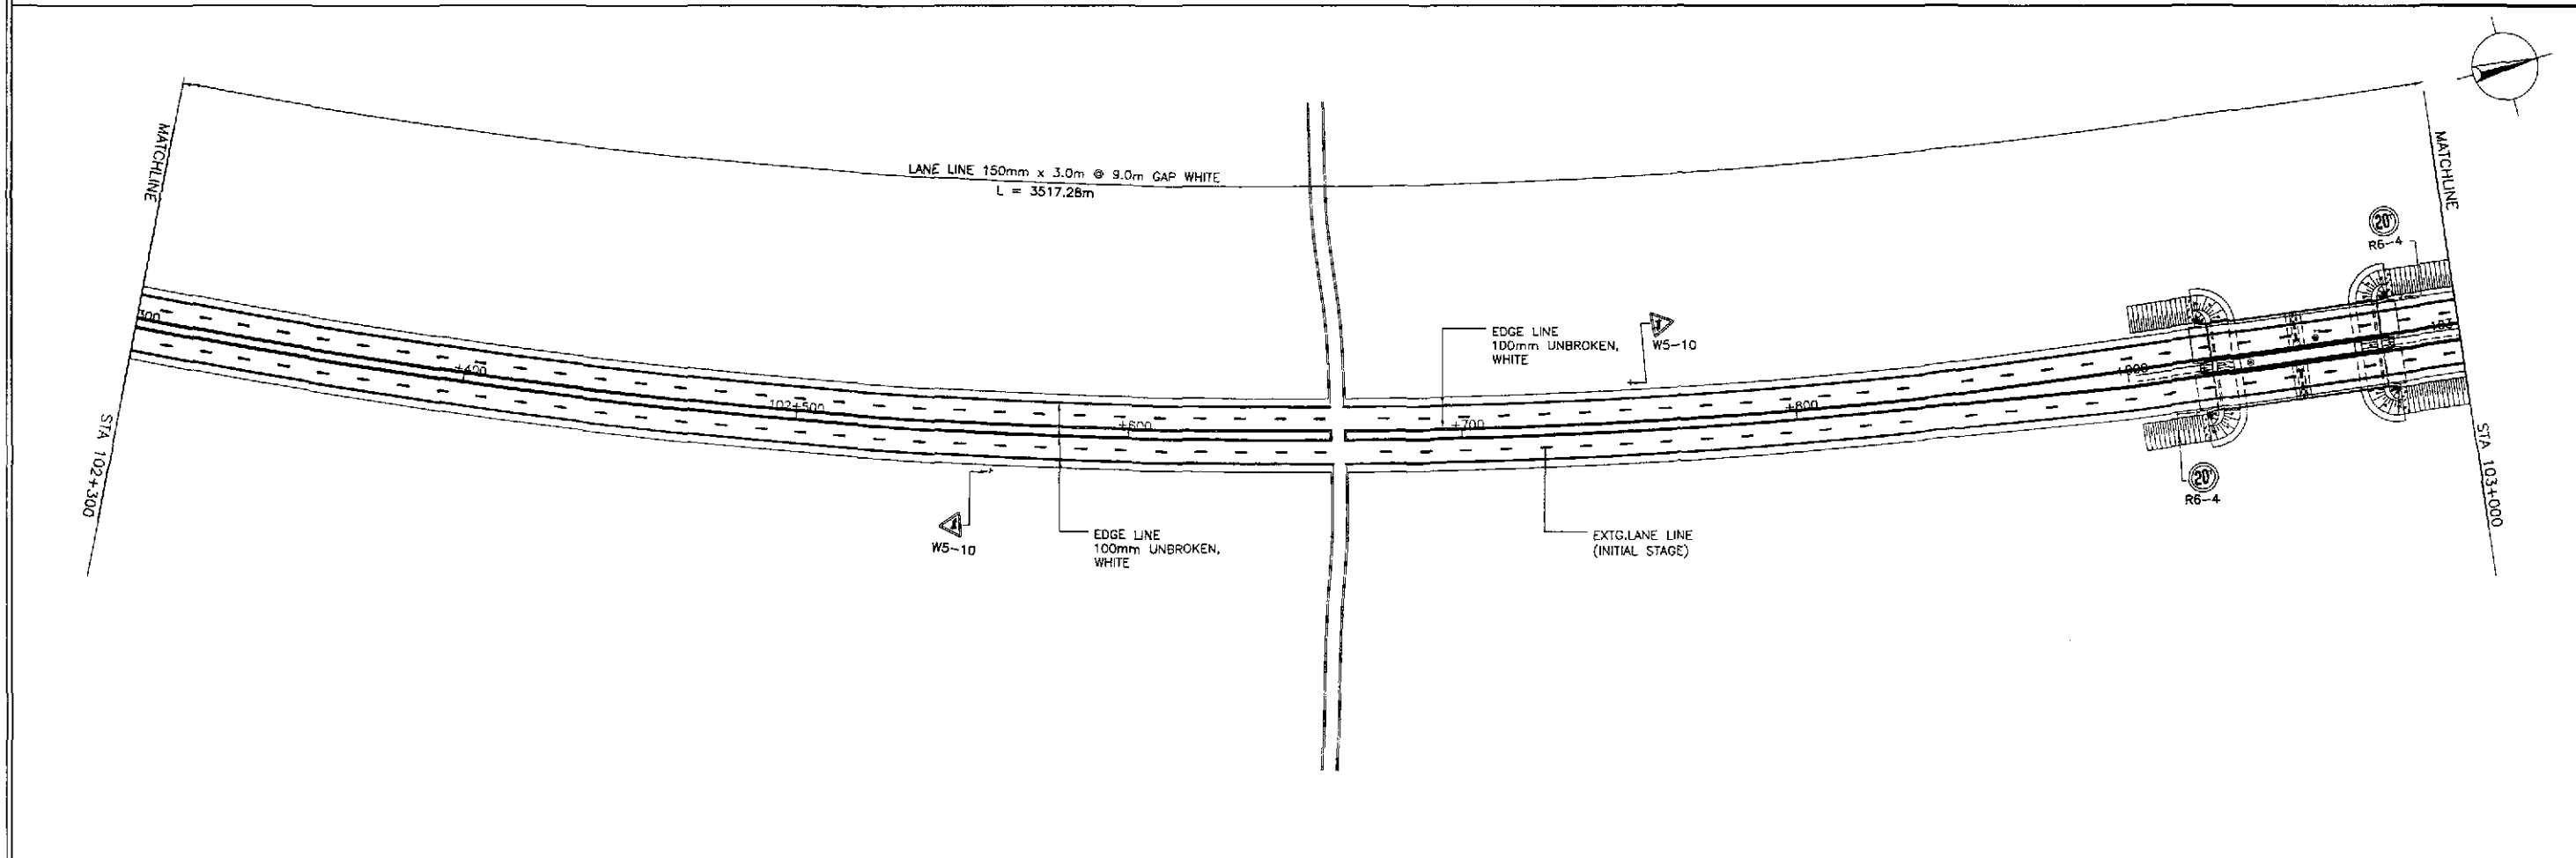 MATCHLINE
STA 102+300
LANE LINE 150mm x 3.0m @ 9.0m GAP WHITE
L = 3517.28m
MATCHLINE
STA 103+000
20
R6-4
300
+400
102+500
+600
+700
+800
+900
103
EDGE LINE
100mm UNBROKEN,
WHITE
W5-10
W5-10
EDGE LINE
100mm UNBROKEN,
WHITE
EXTG.LANE LINE
(INITIAL STAGE)
20
R6-4